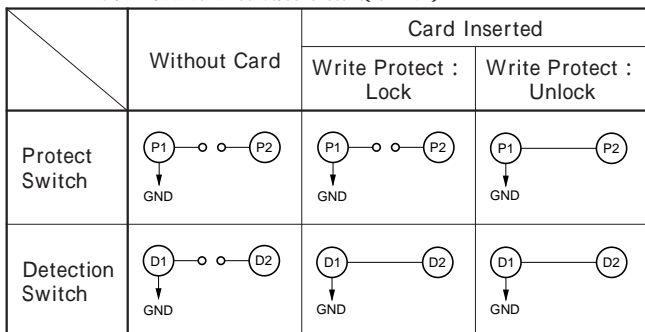 Card Inserted
Without Card
Write Protect :
Lock
Write Protect :
Unlock
Protect
Switch
P1 P2
GND
P1 P2
GND
P1 P2
GND
Detection
Switch
D1 D2
GND
D1 D2
GND
D1 D2
GND